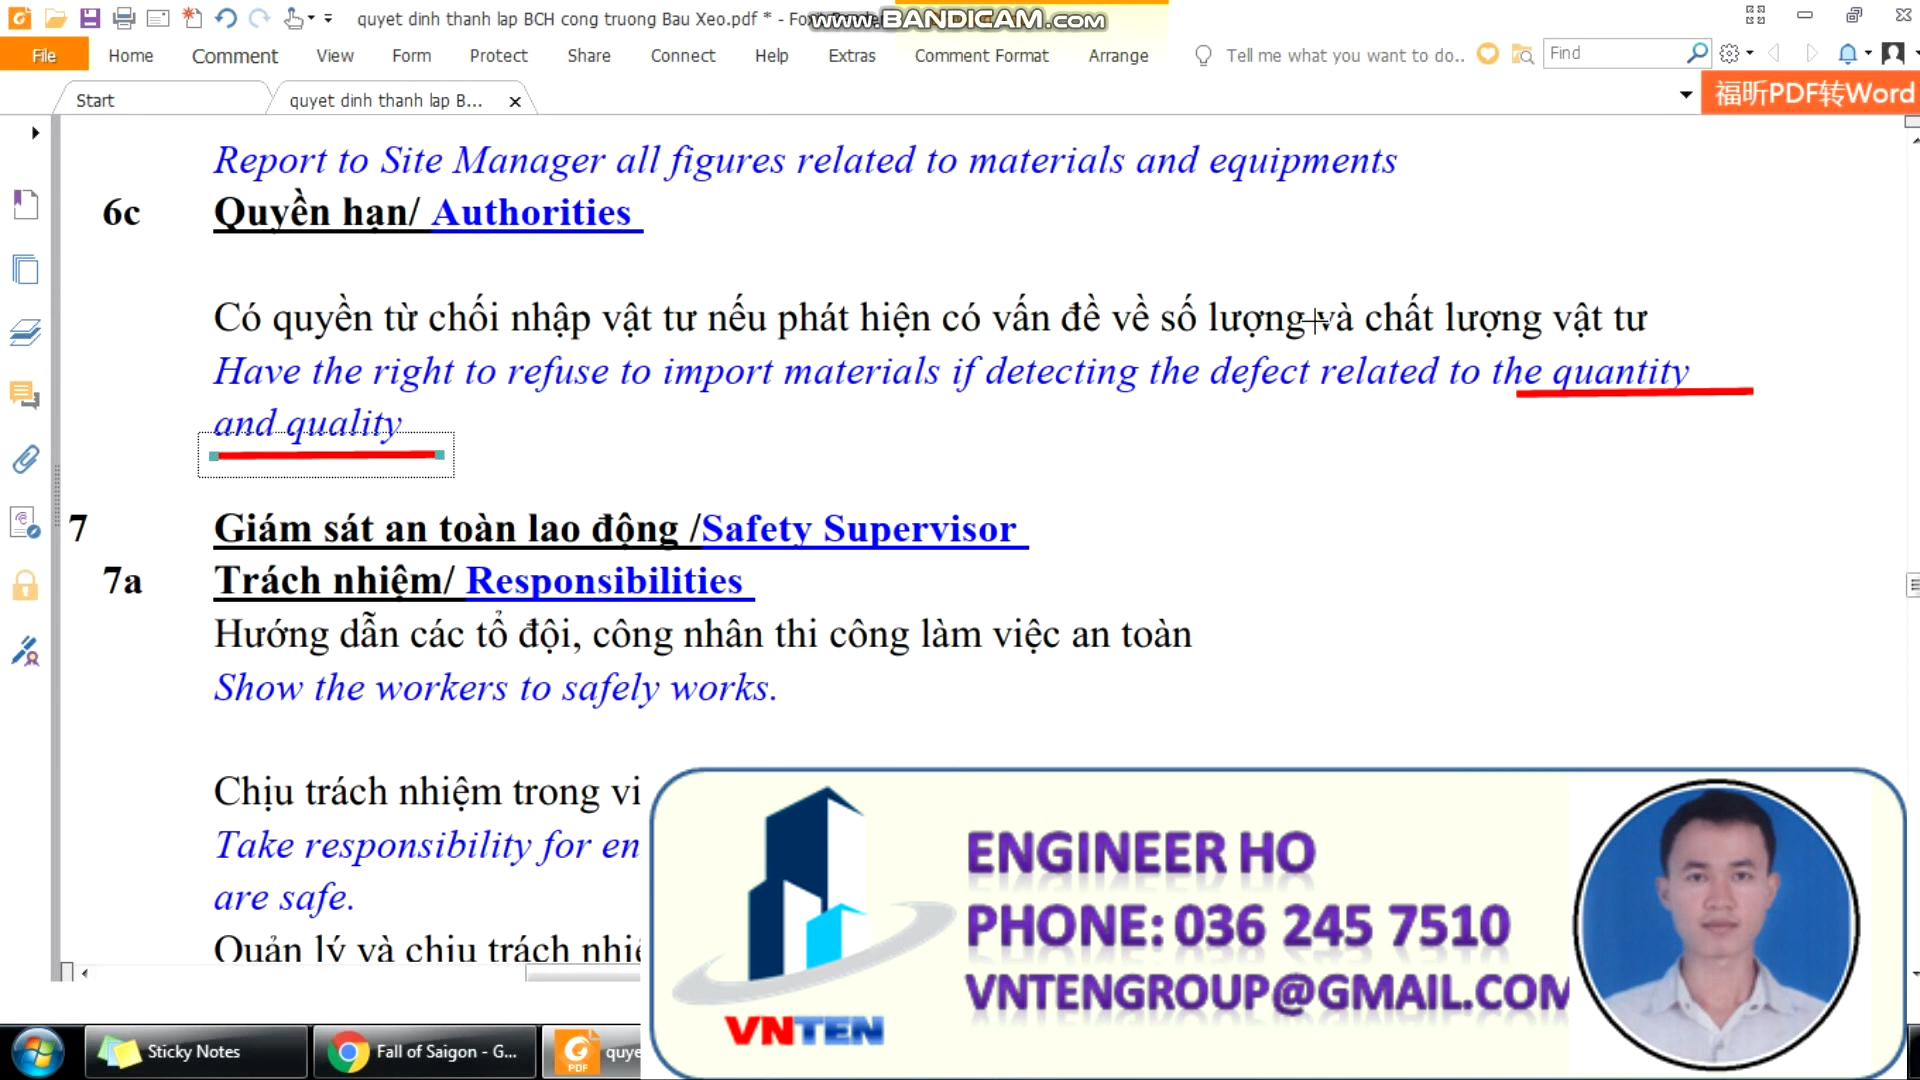 quyet dinh thanh lap BCH cong truong Bau Xeo.pdf * - Fox
www.BANDICAM.com
File Home Comment View Form Protect Share Connect Help Extras Comment Format Arrange Tell me what you want to do.. Find
Start quyet dinh thanh lap B... 福昕PDF转Word
Report to Site Manager all figures related to materials and equipments
6c Quyền hạn/ Authorities
Có quyền từ chối nhập vật tư nếu phát hiện có vấn đề về số lượng và chất lượng vật tư
Have the right to refuse to import materials if detecting the defect related to the quantity
and quality
7 Giám sát an toàn lao động /Safety Supervisor
7a Trách nhiệm/ Responsibilities
Hướng dẫn các tổ đội, công nhân thi công làm việc an toàn
Show the workers to safely works.
Chịu trách nhiệm trong vi
Take responsibility for en
are safe.
Quản lý và chịu trách nhiệ
ENGINEER HO
PHONE: 036 245 7510
VNTENGROUP@GMAIL.COM
VNTEN
Sticky Notes Fall of Saigon - G... PDF quye